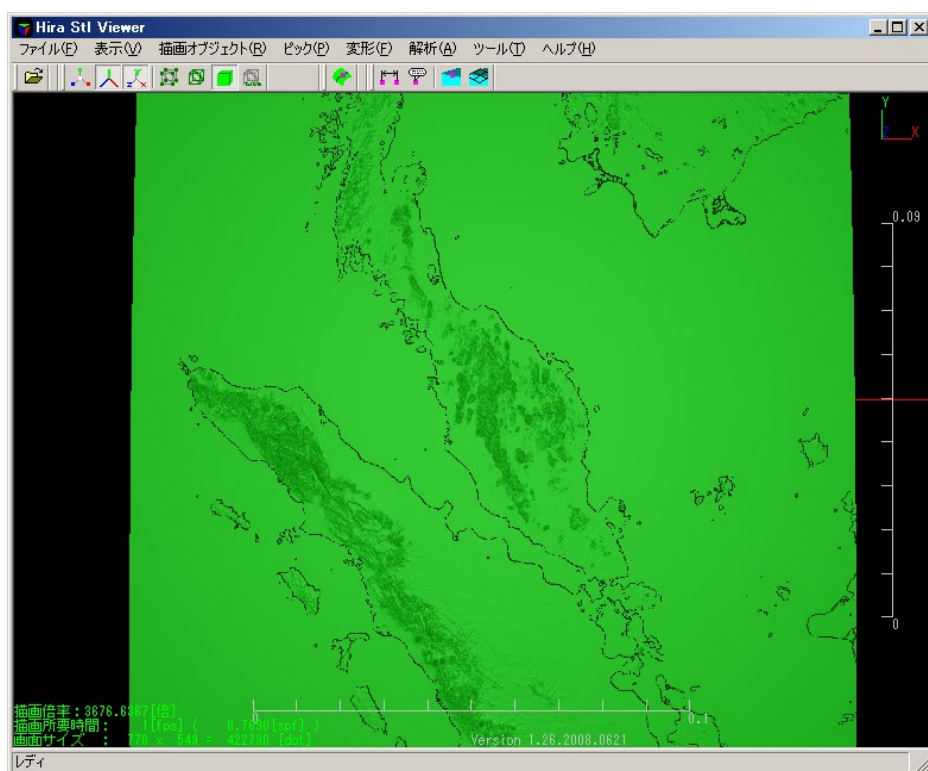 Hira Stl Viewer
ファイル(F) 表示(V) 描画オブジェクト(R) ピック(P) 変形(E) 解析(A) ツール(T) ヘルプ(H)
Y
Z X
0.09
0
描画倍率：3676.6367[倍]
描画所要時間： 1[fps] ( 0.7690[spf] )
画面サイズ ： 770 x 549 = 422730 [dot]
0 0.1
Version 1.26.2008.0621
レディ